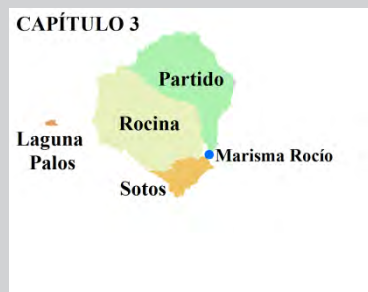 CAPÍTULO 3
Partido
Rocina
Laguna
Palos
Marisma Rocío
Sotos